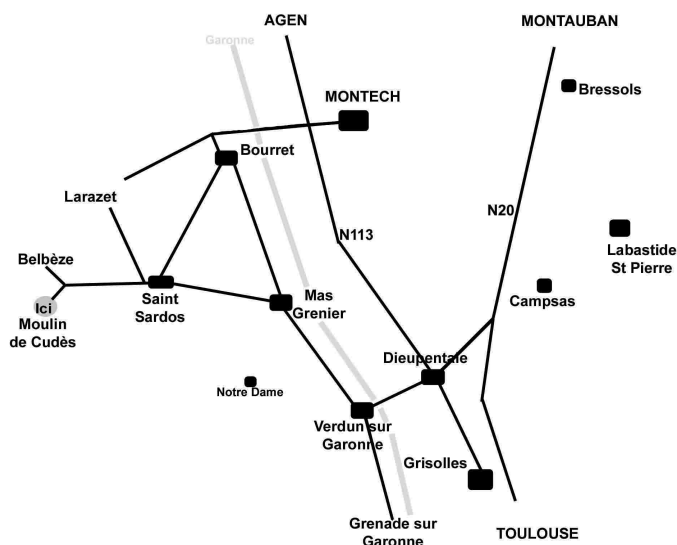 AGEN
MONTAUBAN
Garonne
Bressols
MONTECH
Bourret
Larazet
N20
N113
Labastide
St Pierre
Belbèze
Ici
Moulin
de Cudès
Saint
Sardos
Mas
Grenier
Campsas
Dieupentale
Notre Dame
Verdun sur
Garonne
Grisolles
Grenade sur
Garonne
TOULOUSE